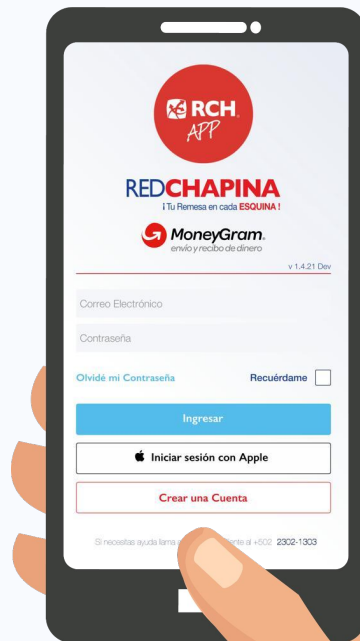 RCH
APP
REDCHAPINA
¡Tu Remesa en cada ESQUINA!
MoneyGram.
envío y recibo de dinero
v 1.4.21 Dev
Correo Electrónico
Contraseña
Olvidé mi Contraseña Recuérdame
Ingresar
Iniciar sesión con Apple
Crear una Cuenta
Si necesitas ayuda llama al +502 2302-1303